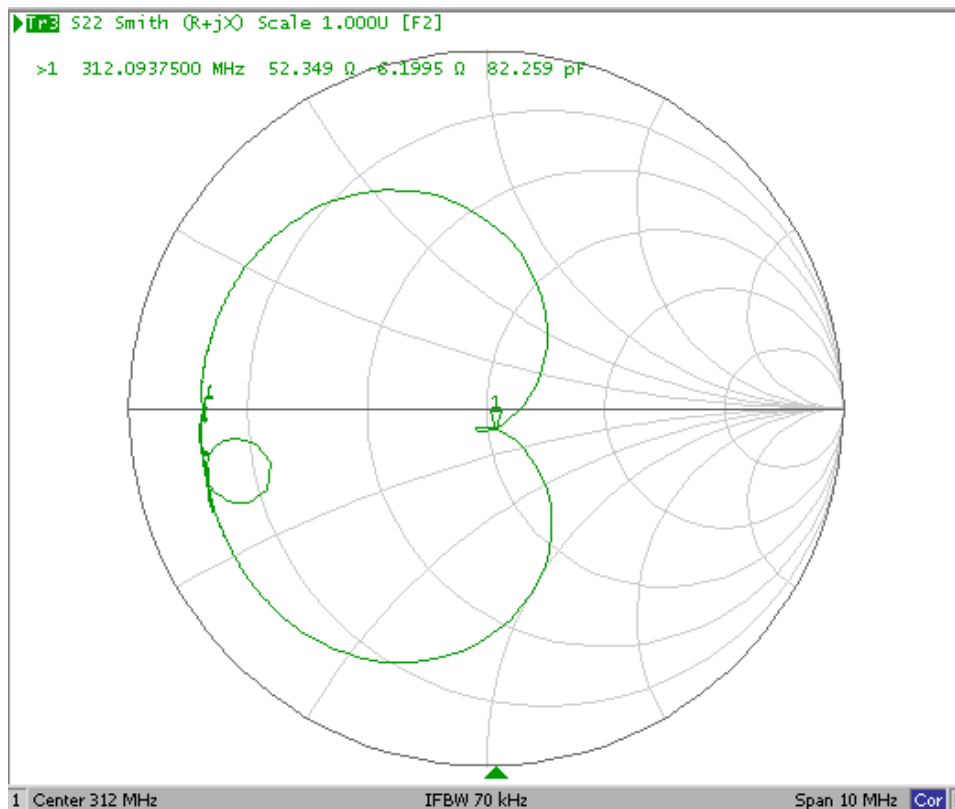 Tr3 S22 Smith (R+jX) Scale 1.000U [F2]
>1 312.0937500 MHz 52.349 Ω -6.1995 Ω 82.259 pF
1
1 Center 312 MHz IFBW 70 kHz Span 10 MHz Cor